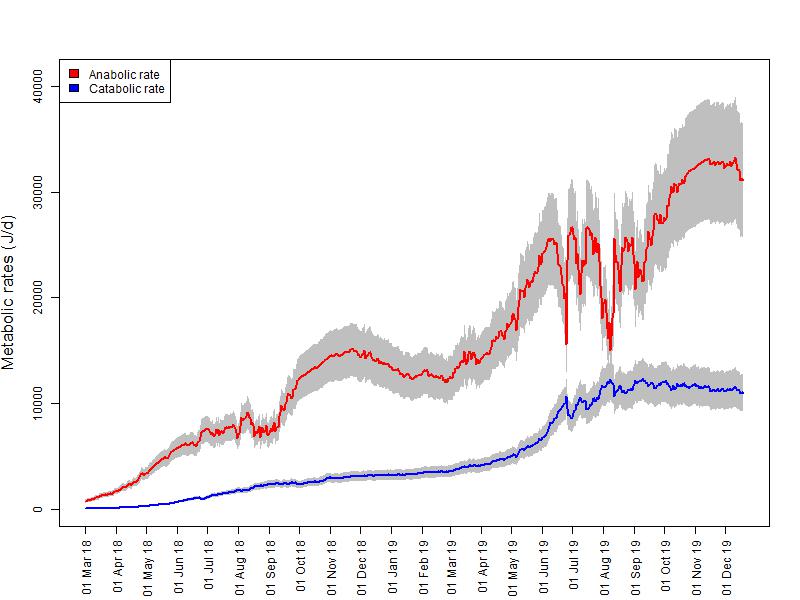 Anabolic rate
Catabolic rate
Metabolic rates (J/d)
40000
30000
20000
10000
0
01 Mar 18
01 Apr 18
01 May 18
01 Jun 18
01 Jul 18
01 Aug 18
01 Sep 18
01 Oct 18
01 Nov 18
01 Dec 18
01 Jan 19
01 Feb 19
01 Mar 19
01 Apr 19
01 May 19
01 Jun 19
01 Jul 19
01 Aug 19
01 Sep 19
01 Oct 19
01 Nov 19
01 Dec 19